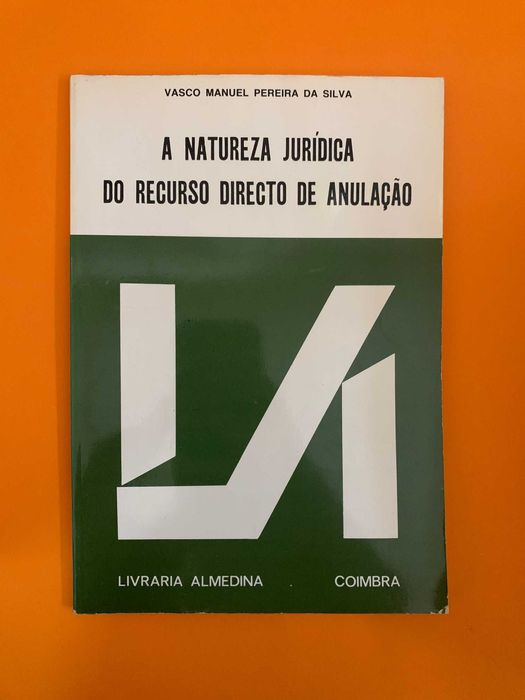 VASCO MANUEL PEREIRA DA SILVA
A NATUREZA JURÍDICA
DO RECURSO DIRECTO DE ANULAÇÃO
LIVRARIA ALMEDINA . COIMBRA